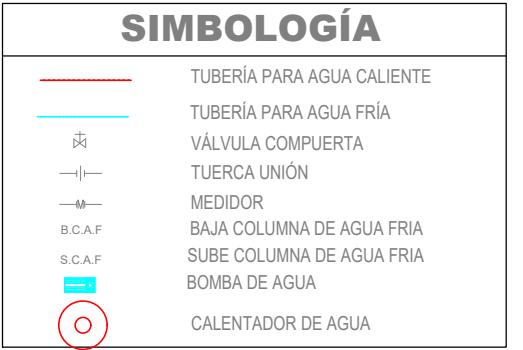 SIMBOLOGÍA
TUBERÍA PARA AGUA CALIENTE
TUBERÍA PARA AGUA FRÍA
VÁLVULA COMPUERTA
TUERCA UNIÓN
M MEDIDOR
B.C.A.F BAJA COLUMNA DE AGUA FRIA
S.C.A.F SUBE COLUMNA DE AGUA FRIA
BOMBA DE AGUA
CALENTADOR DE AGUA